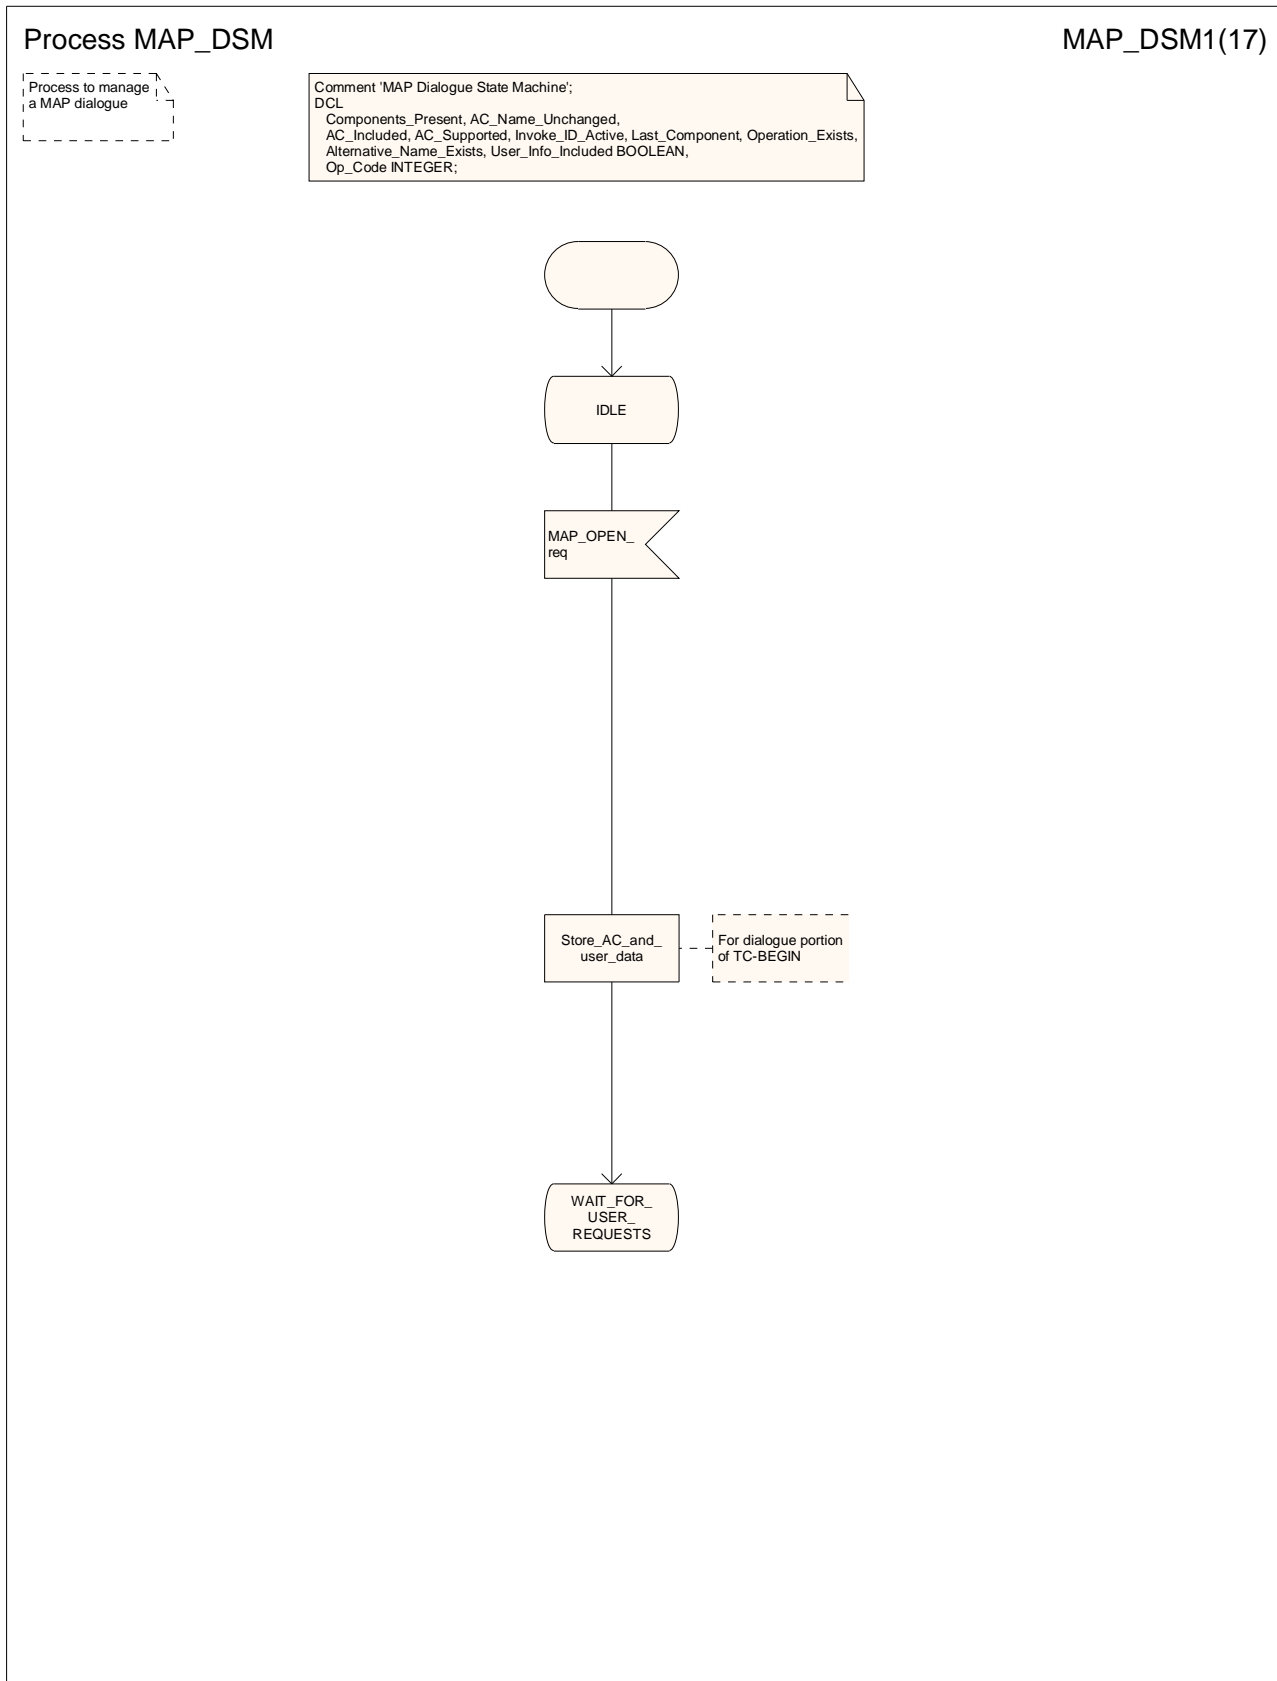 Process MAP_DSM
MAP_DSM1(17)
Process to manage
a MAP dialogue
Comment 'MAP Dialogue State Machine';
DCL
Components_Present, AC_Name_Unchanged,
AC_Included, AC_Supported, Invoke_ID_Active, Last_Component, Operation_Exists,
Alternative_Name_Exists, User_Info_Included BOOLEAN,
Op_Code INTEGER;
IDLE
MAP_OPEN_
req
Store_AC_and_
user_data
For dialogue portion
of TC-BEGIN
WAIT_FOR_
USER_
REQUESTS